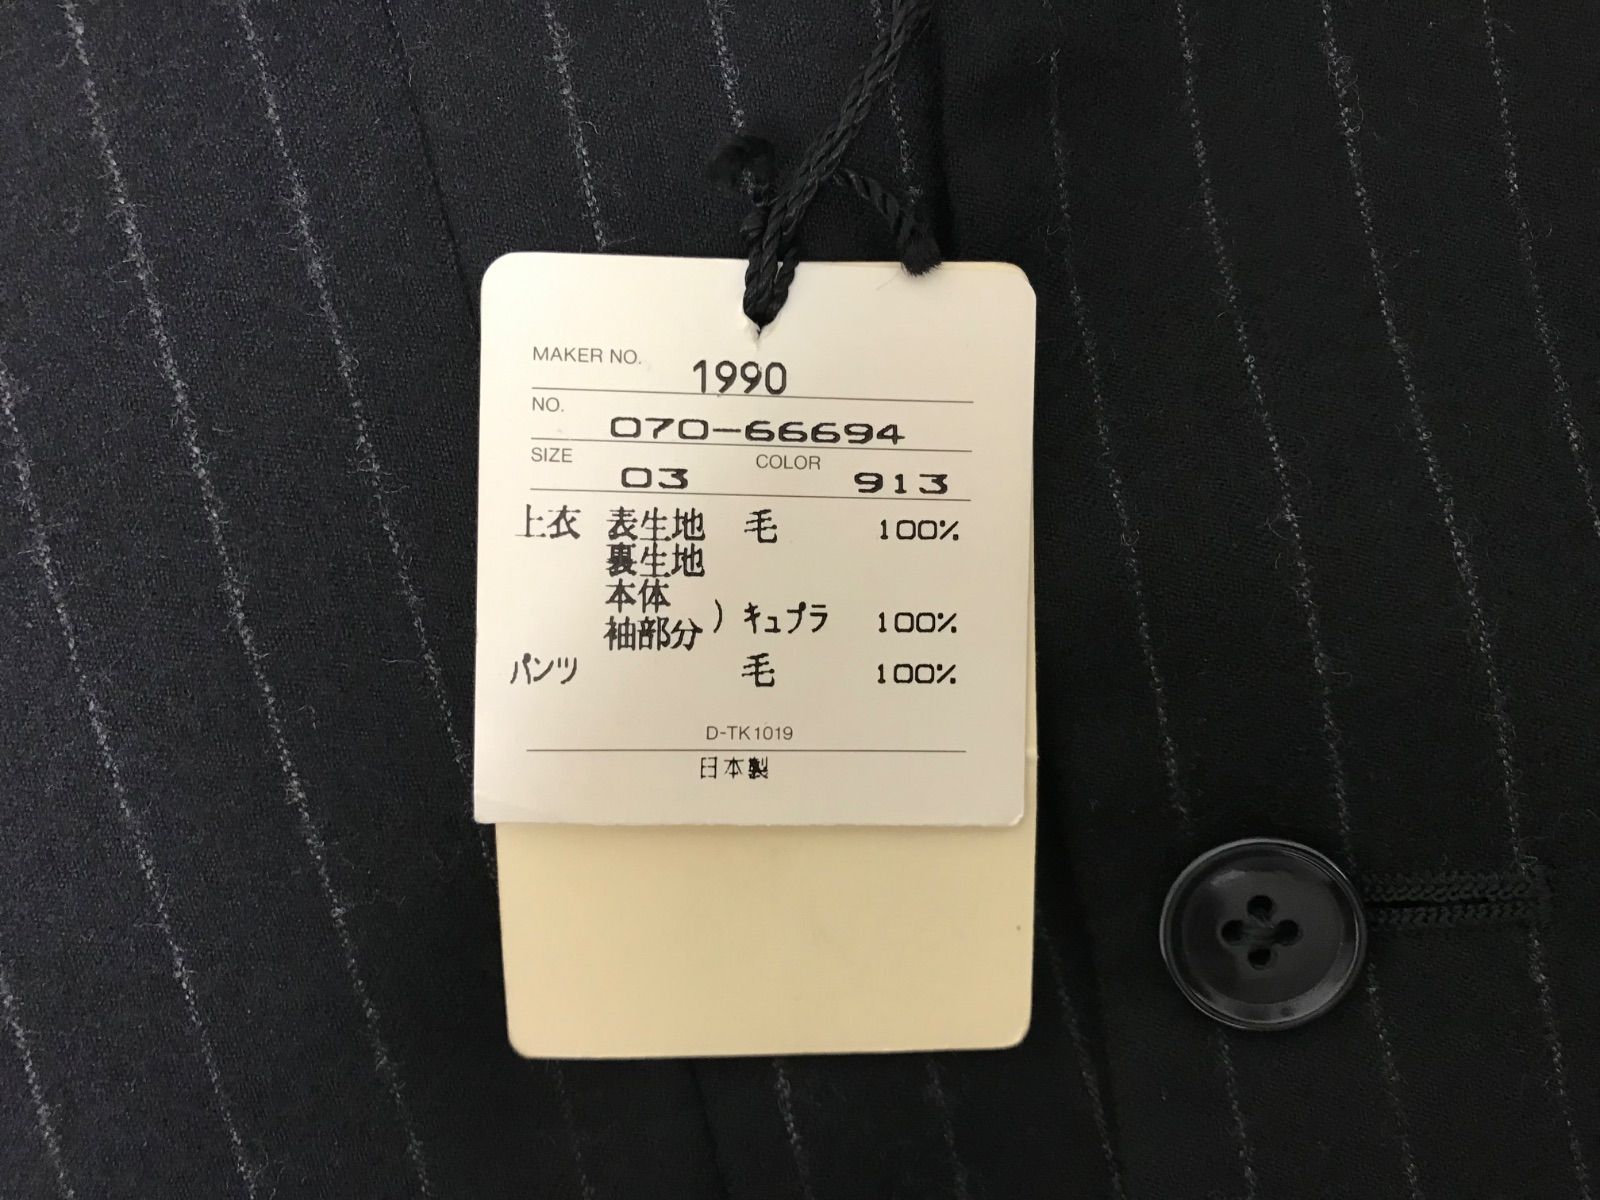 MAKER NO. 1990
NO. 070-66694
SIZE 03 COLOR 913
上衣 表生地 毛 100%
裏生地
本体
袖部分 ) キュプラ 100%
パンツ 毛 100%
D-TK1019
日本製